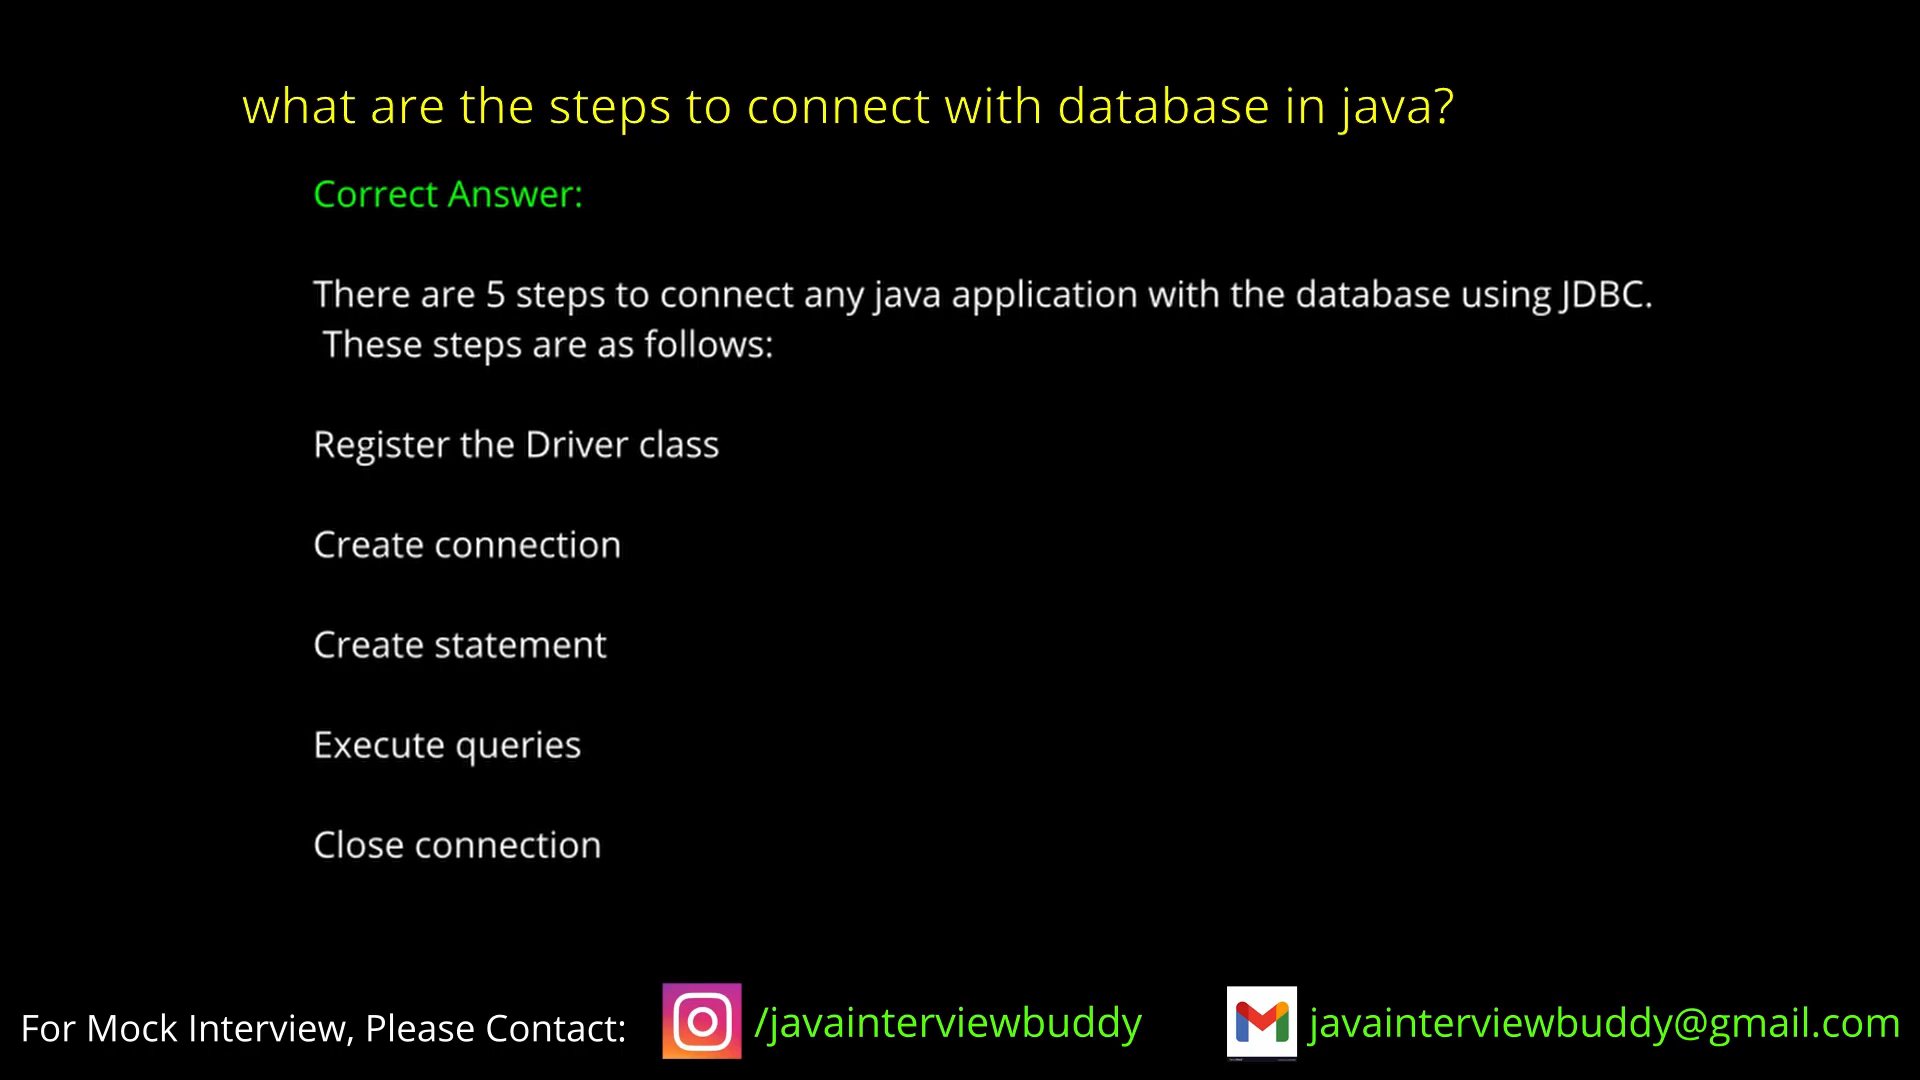 what are the steps to connect with database in java?
Correct Answer:
There are 5 steps to connect any java application with the database using JDBC.
These steps are as follows:
Register the Driver class
Create connection
Create statement
Execute queries
Close connection
For Mock Interview, Please Contact: /javainterviewbuddy javainterviewbuddy@gmail.com